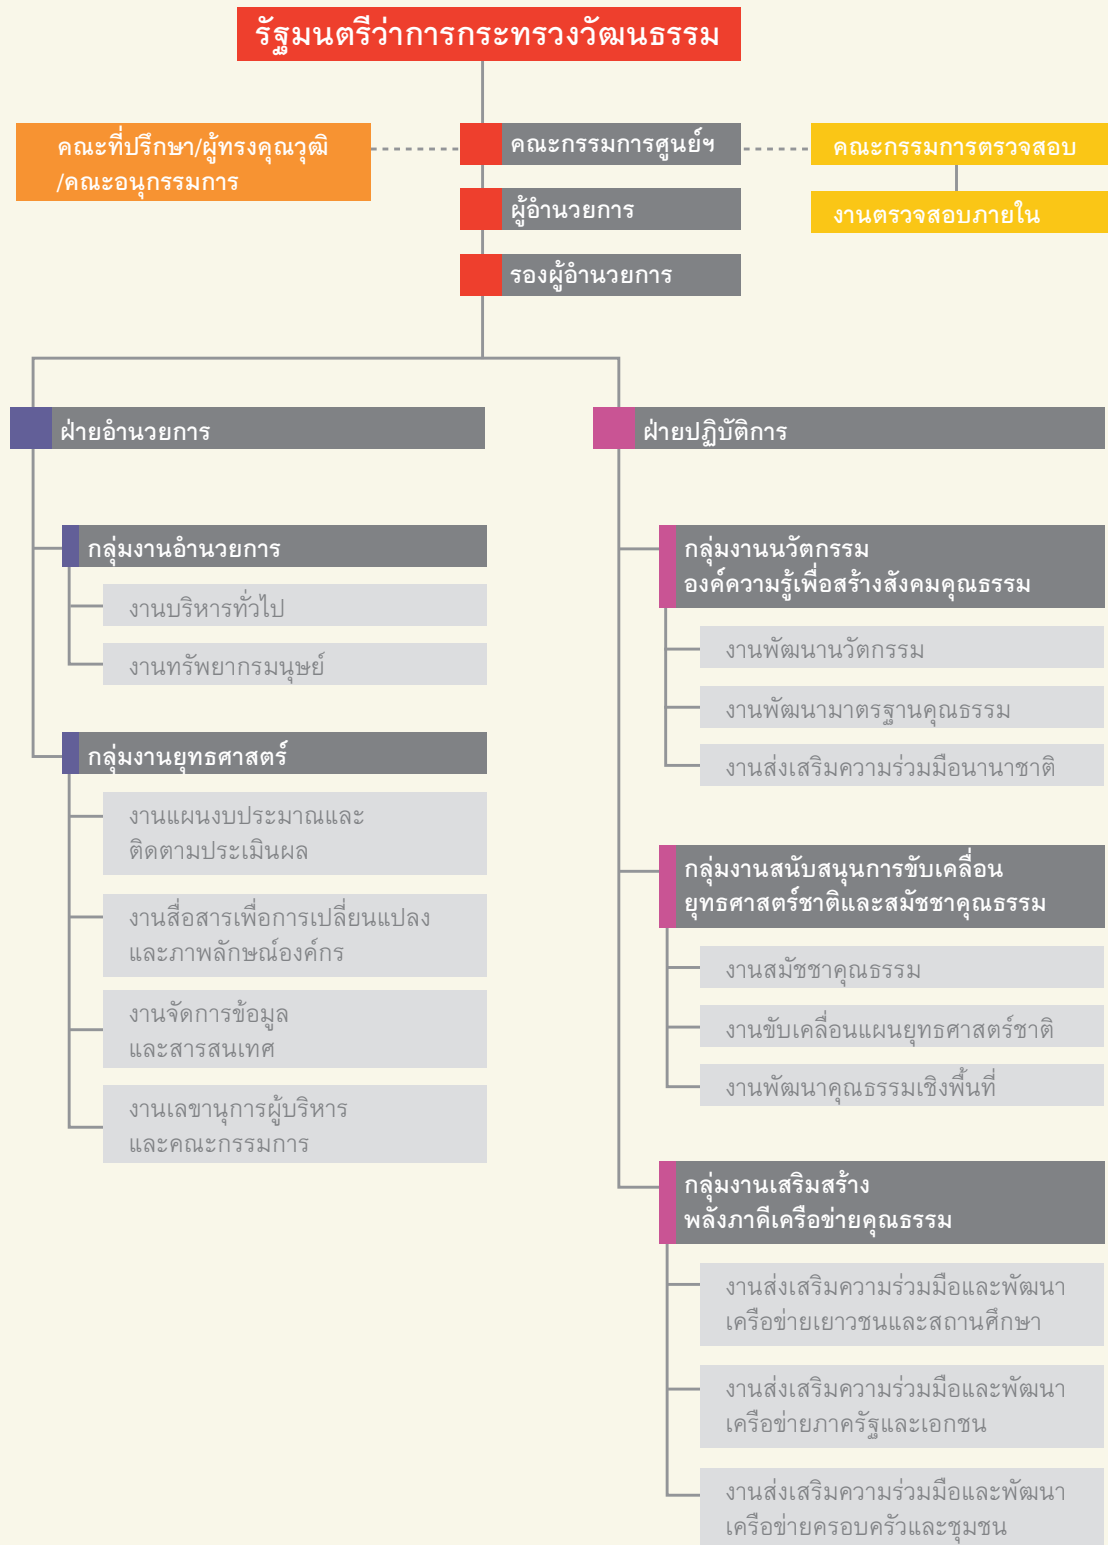 รัฐมนตรีว่าการกระทรวงวัฒนธรรม
คณะที่ปรึกษา/ผู้ทรงคุณวุฒิ
/คณะอนุกรรมการ
คณะกรรมการศูนย์ฯ
คณะกรรมการตรวจสอบ
ผู้อำนวยการ
งานตรวจสอบภายใน
รองผู้อำนวยการ
ฝ่ายอำนวยการ
กลุ่มงานอำนวยการ
งานบริหารทั่วไป
งานทรัพยากรมนุษย์
กลุ่มงานยุทธศาสตร์
งานแผนงบประมาณและ
ติดตามประเมินผล
งานสื่อสารเพื่อการเปลี่ยนแปลง
และภาพลักษณ์องค์กร
งานจัดการข้อมูล
และสารสนเทศ
งานเลขานุการผู้บริหาร
และคณะกรรมการ
ฝ่ายปฏิบัติการ
กลุ่มงานนวัตกรรม
องค์ความรู้เพื่อสร้างสังคมคุณธรรม
งานพัฒนานวัตกรรม
งานพัฒนามาตรฐานคุณธรรม
งานส่งเสริมความร่วมมือนานาชาติ
กลุ่มงานสนับสนุนการขับเคลื่อน
ยุทธศาสตร์ชาติและสมัชชาคุณธรรม
งานสมัชชาคุณธรรม
งานขับเคลื่อนแผนยุทธศาสตร์ชาติ
งานพัฒนาคุณธรรมเชิงพื้นที่
กลุ่มงานเสริมสร้าง
พลังภาคีเครือข่ายคุณธรรม
งานส่งเสริมความร่วมมือและพัฒนา
เครือข่ายเยาวชนและสถานศึกษา
งานส่งเสริมความร่วมมือและพัฒนา
เครือข่ายภาครัฐและเอกชน
งานส่งเสริมความร่วมมือและพัฒนา
เครือข่ายครอบครัวและชุมชน